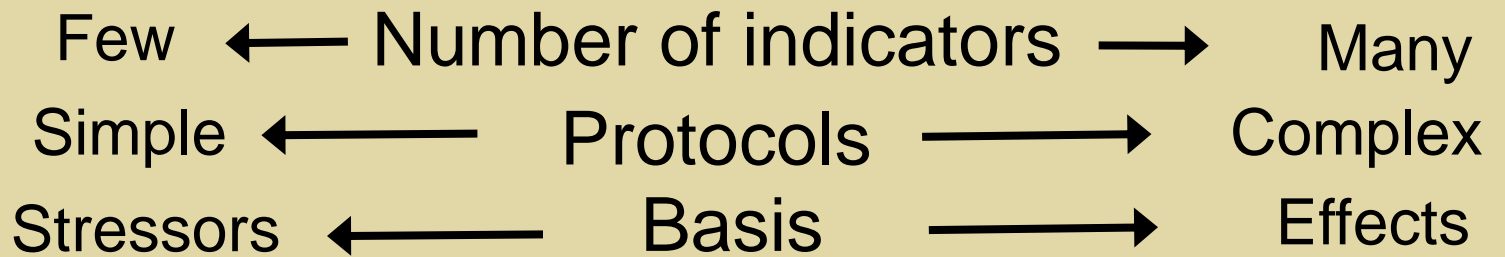 Few Number of indicators Many
Simple Protocols Complex
Stressors Basis Effects